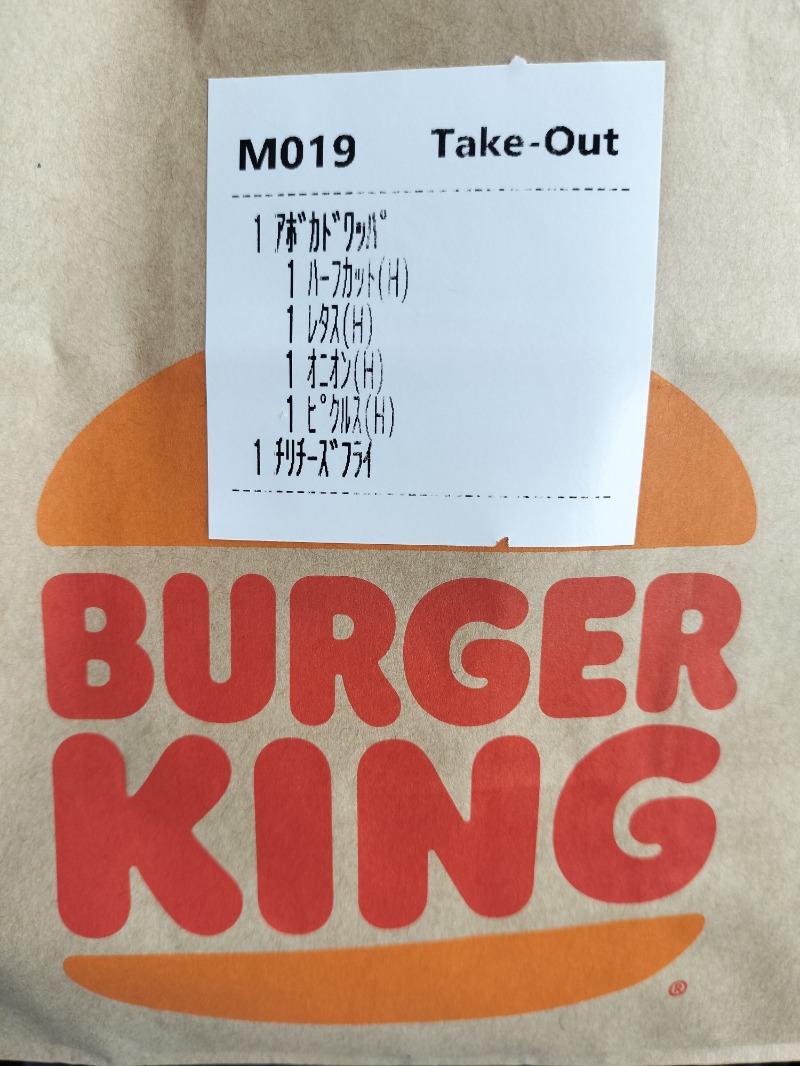 M019 Take-Out
1 ｱﾎﾞｶﾄﾞﾜｯﾊﾟ
1 ﾊｰﾌｶｯﾄ(H)
1 ﾚﾀｽ(H)
1 ｵﾆｵﾝ(H)
1 ﾋﾟｸﾙｽ(H)
1 ﾁﾘﾁｰｽﾞﾌﾗｲ
BURGER
KING
®